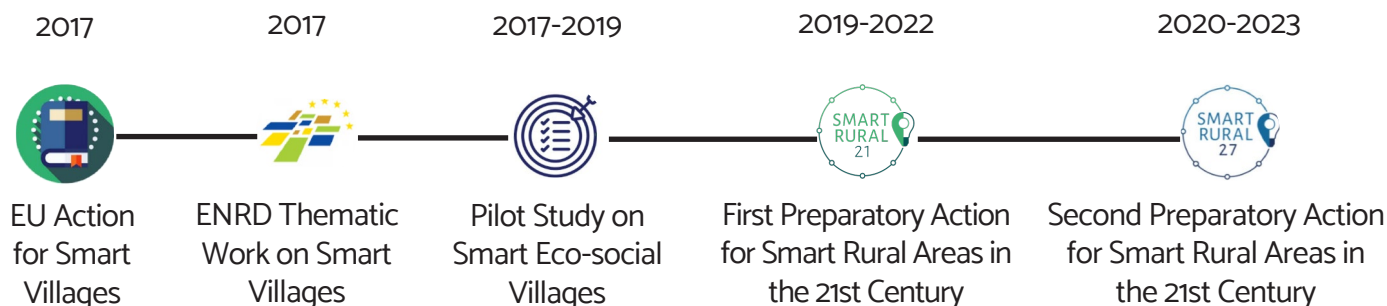 2017
2017
2017-2019
2019-2022
2020-2023
SMART
RURAL
21
SMART
RURAL
27
EU Action
for Smart
Villages
ENRD Thematic
Work on Smart
Villages
Pilot Study on
Smart Eco-social
Villages
First Preparatory Action
for Smart Rural Areas in
the 21st Century
Second Preparatory Action
for Smart Rural Areas in
the 21st Century